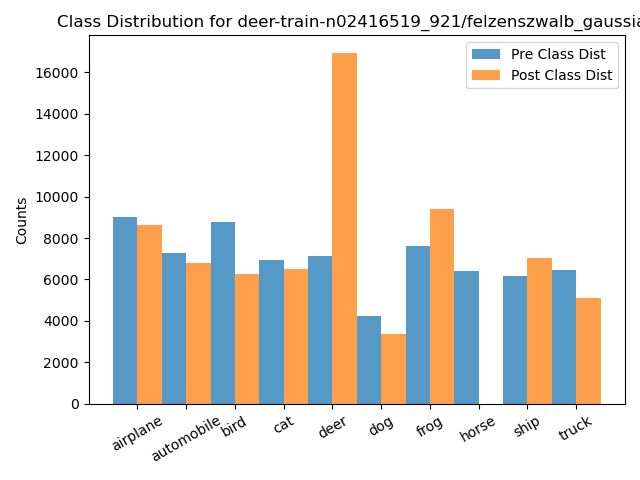 Class Distribution for deer-train-n02416519_921/felzenszwalb_gaussia
Pre Class Dist
Post Class Dist
Counts
16000
14000
12000
10000
8000
6000
4000
2000
0
airplane
automobile
bird
cat
deer
dog
frog
horse
ship
truck